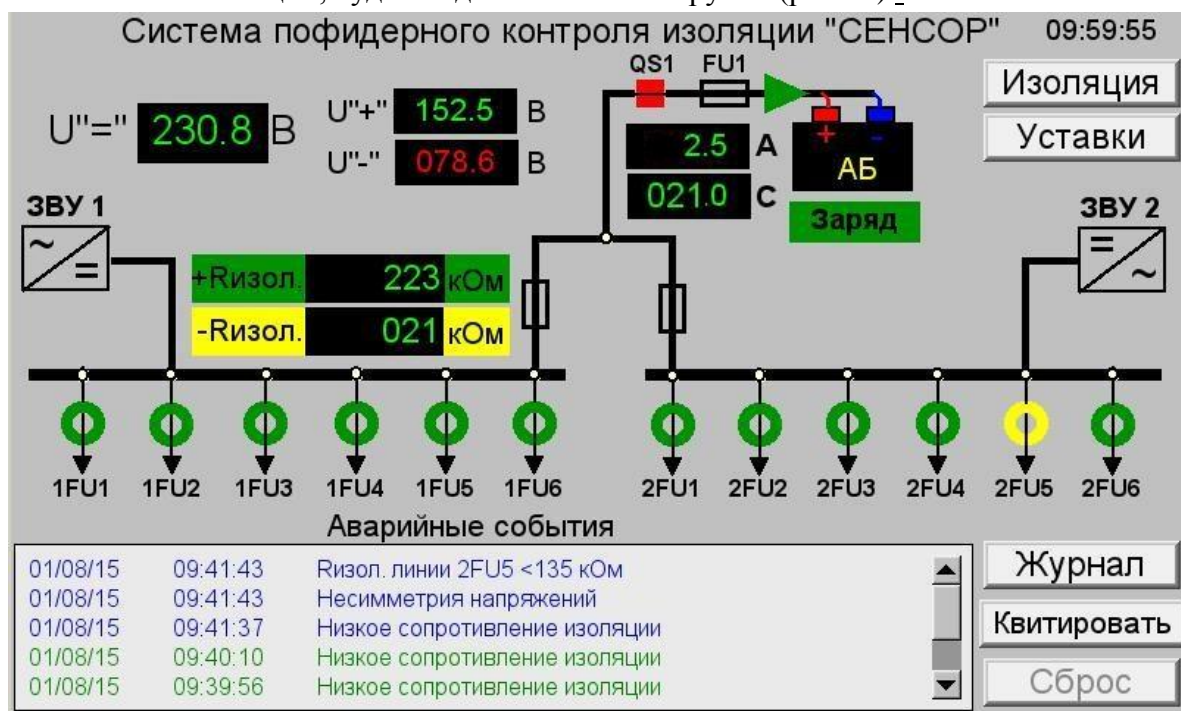 Система пофидерного контроля изоляции "СЕНСОР" 09:59:55
QS1 FU1
Изоляция
U"=" 230.8 В
U"+" 152.5 В
U"-" 078.6 В
Уставки
2.5 А
021.0 С
+ -
АБ
Заряд
ЗВУ 1
~ =
ЗВУ 2
= ~
+Rизол. 223 кОм
-Rизол. 021 кОм
1FU1 1FU2 1FU3 1FU4 1FU5 1FU6 2FU1 2FU2 2FU3 2FU4 2FU5 2FU6
Аварийные события
01/08/15 09:41:43 Rизол. линии 2FU5 <135 кОм
01/08/15 09:41:43 Несимметрия напряжений
01/08/15 09:41:37 Низкое сопротивление изоляции
01/08/15 09:40:10 Низкое сопротивление изоляции
01/08/15 09:39:56 Низкое сопротивление изоляции
Журнал
Квитировать
Сброс